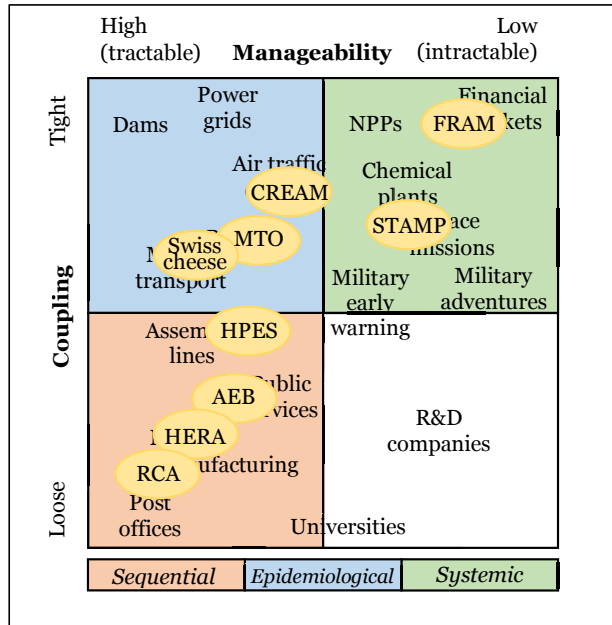 High
(tractable)
Manageability
Low
(intractable)
Tight
Coupling
Loose
Power
grids
Dams
Air traffic
CREAM
MTO
Swiss
cheese
transport
Financial
NPPs
FRAM
Chemical
plants
STAMP
missions
Military
early
warning
Military
adventures
HPES
lines
AEB
HERA
RCA
Post
offices
R&D
companies
Universities
Sequential
Epidemiological
Systemic